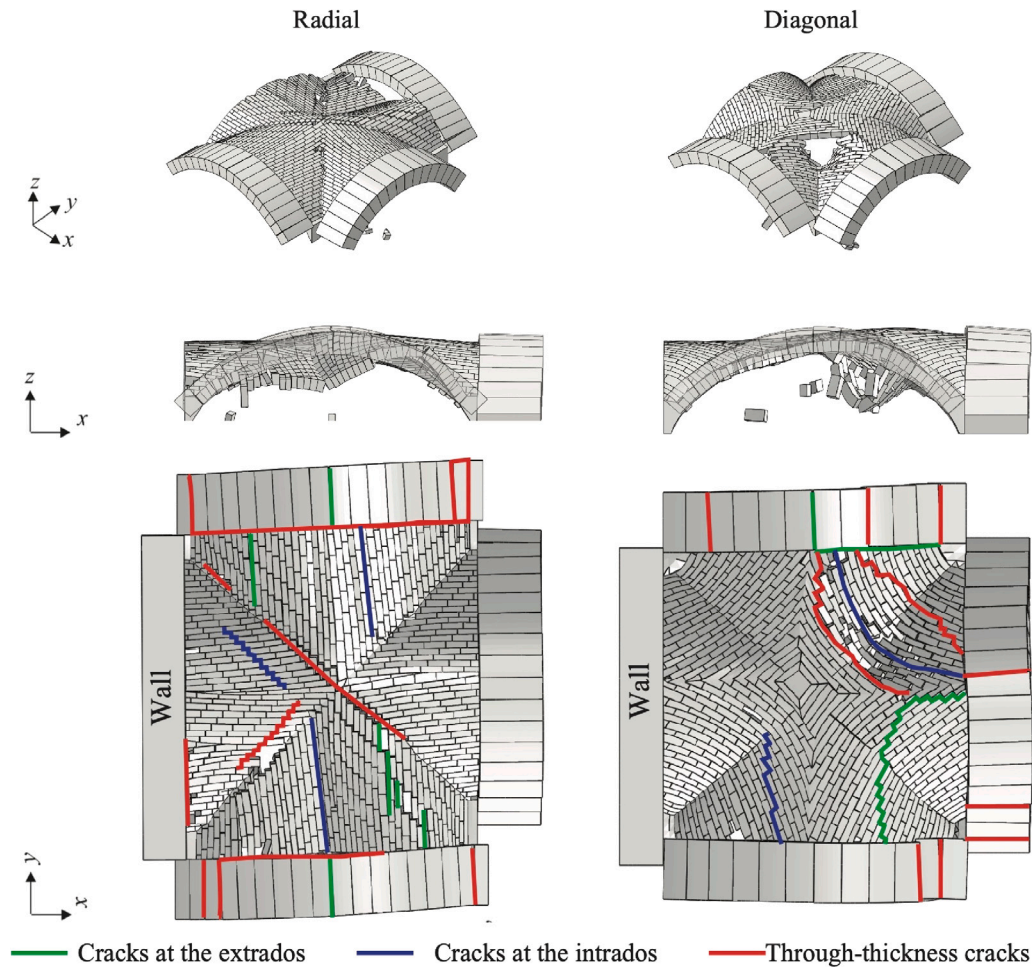 Radial
Diagonal
z
y
x
z
x
Wall
Wall
y
x
Cracks at the extrados
Cracks at the intrados
Through-thickness cracks